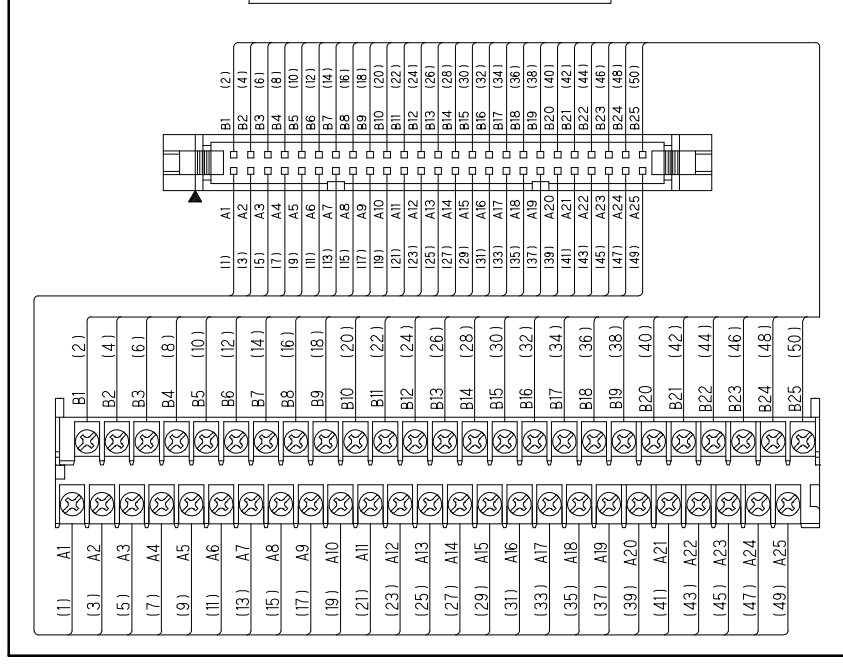 B1 (2)
B2 (4)
B3 (6)
B4 (8)
B5 (10)
B6 (12)
B7 (14)
B8 (16)
B9 (18)
B10 (20)
B11 (22)
B12 (24)
B13 (26)
B14 (28)
B15 (30)
B16 (32)
B17 (34)
B18 (36)
B19 (38)
B20 (40)
B21 (42)
B22 (44)
B23 (46)
B24 (48)
B25 (50)
(1) A1
(3) A2
(5) A3
(7) A4
(9) A5
(11) A6
(13) A7
(15) A8
(17) A9
(19) A10
(21) A11
(23) A12
(25) A13
(27) A14
(29) A15
(31) A16
(33) A17
(35) A18
(37) A19
(39) A20
(41) A21
(43) A22
(45) A23
(47) A24
(49) A25
B1 (2)
B2 (4)
B3 (6)
B4 (8)
B5 (10)
B6 (12)
B7 (14)
B8 (16)
B9 (18)
B10 (20)
B11 (22)
B12 (24)
B13 (26)
B14 (28)
B15 (30)
B16 (32)
B17 (34)
B18 (36)
B19 (38)
B20 (40)
B21 (42)
B22 (44)
B23 (46)
B24 (48)
B25 (50)
(1) A1
(3) A2
(5) A3
(7) A4
(9) A5
(11) A6
(13) A7
(15) A8
(17) A9
(19) A10
(21) A11
(23) A12
(25) A13
(27) A14
(29) A15
(31) A16
(33) A17
(35) A18
(37) A19
(39) A20
(41) A21
(43) A22
(45) A23
(47) A24
(49) A25